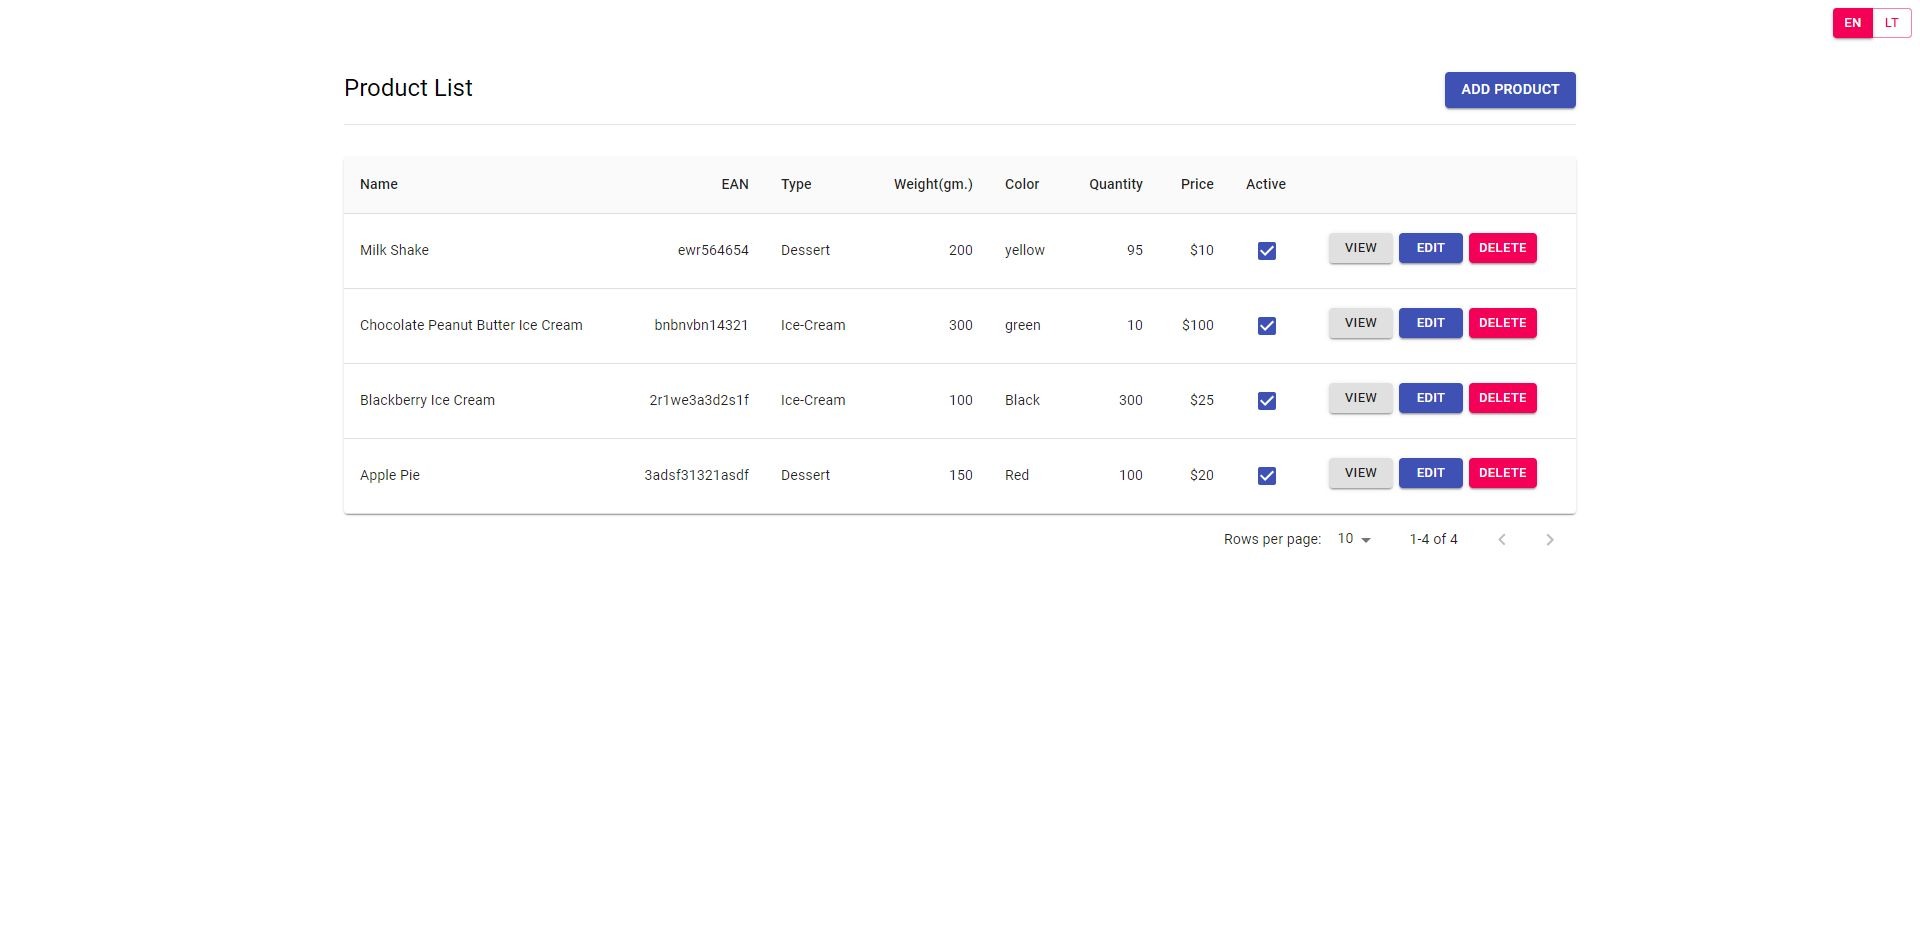 EN LT
Product List ADD PRODUCT
Name EAN Type Weight(gm.) Color Quantity Price Active
Milk Shake ewr564654 Dessert 200 yellow 95 $10 VIEW EDIT DELETE
Chocolate Peanut Butter Ice Cream bnbnvbn14321 Ice-Cream 300 green 10 $100 VIEW EDIT DELETE
Blackberry Ice Cream 2r1we3a3d2s1f Ice-Cream 100 Black 300 $25 VIEW EDIT DELETE
Apple Pie 3adsf31321asdf Dessert 150 Red 100 $20 VIEW EDIT DELETE
Rows per page: 10 1-4 of 4